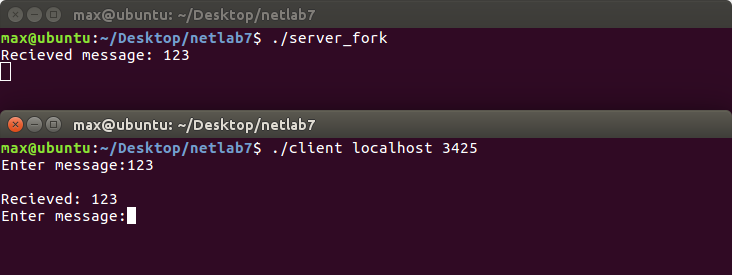 max@ubuntu: ~/Desktop/netlab7
max@ubuntu:~/Desktop/netlab7$ ./server_fork
Recieved message: 123
max@ubuntu: ~/Desktop/netlab7
max@ubuntu:~/Desktop/netlab7$ ./client localhost 3425
Enter message:123
Recieved: 123
Enter message: